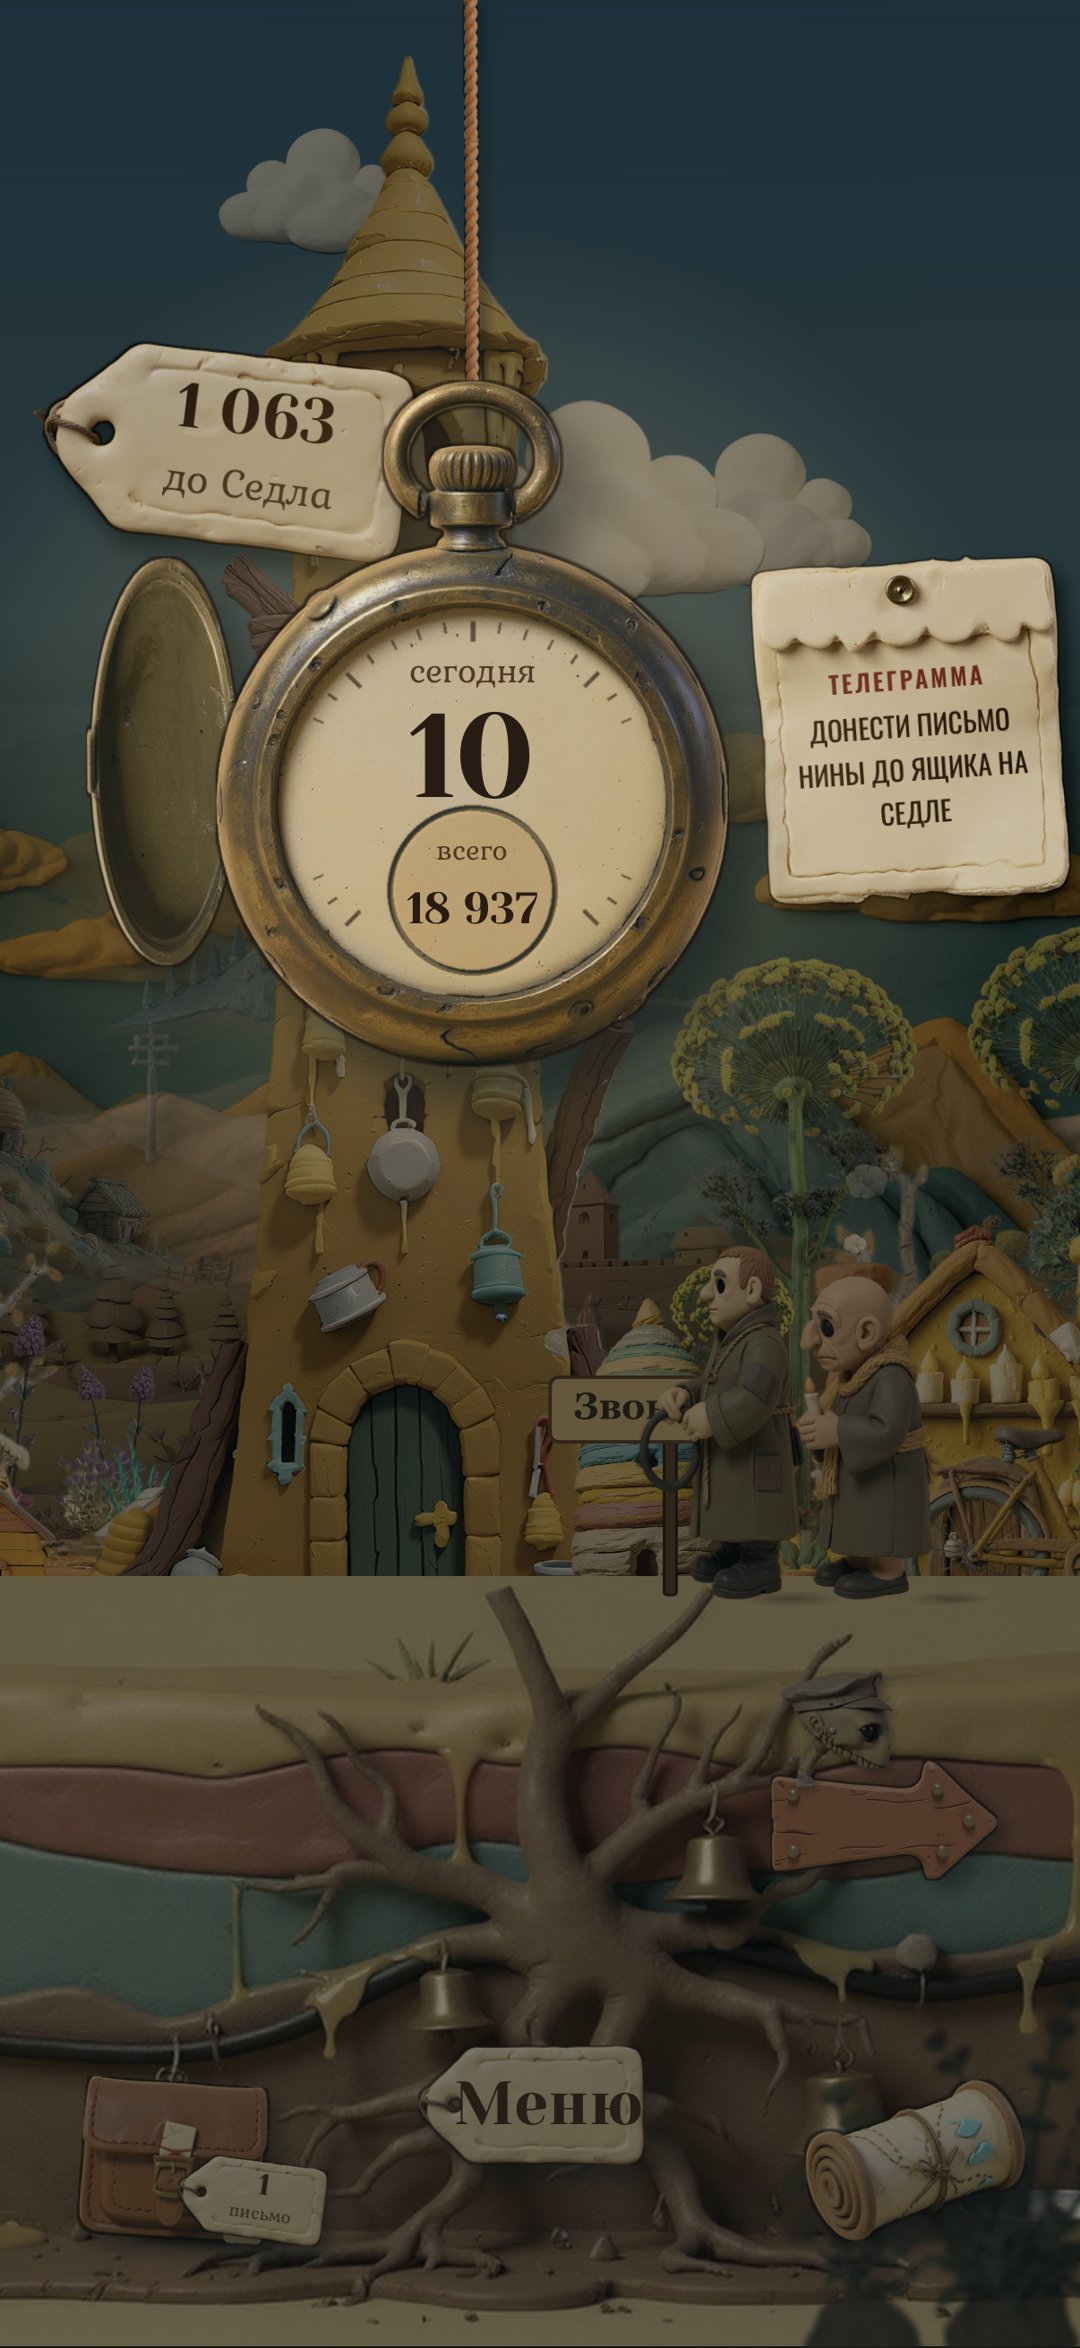 1 063
до Седла
сегодня
10
всего
18 937
ТЕЛЕГРАММА
ДОНЕСТИ ПИСЬМО
НИНЫ ДО ЯЩИКА НА
СЕДЛЕ
Меню
1
письмо